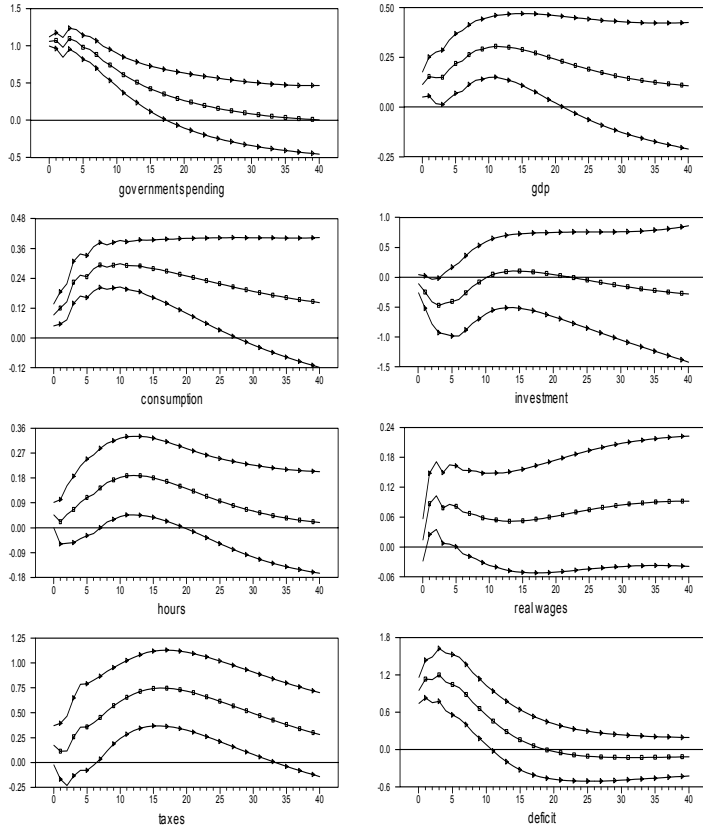 1.5
1.0
0.5
0.0
-0.5
0 5 10 15 20 25 30 35 40
governmentspending
0.50
0.25
0.00
-0.25
0 5 10 15 20 25 30 35 40
gdp
0.48
0.36
0.24
0.12
0.00
-0.12
0 5 10 15 20 25 30 35 40
consumption
1.0
0.5
0.0
-0.5
-1.0
-1.5
0 5 10 15 20 25 30 35 40
investment
0.36
0.27
0.18
0.09
0.00
-0.09
-0.18
0 5 10 15 20 25 30 35 40
hours
0.24
0.18
0.12
0.06
0.00
-0.06
0 5 10 15 20 25 30 35 40
real wages
1.25
1.00
0.75
0.50
0.25
0.00
-0.25
0 5 10 15 20 25 30 35 40
taxes
1.8
1.2
0.6
0.0
-0.6
0 5 10 15 20 25 30 35 40
deficit